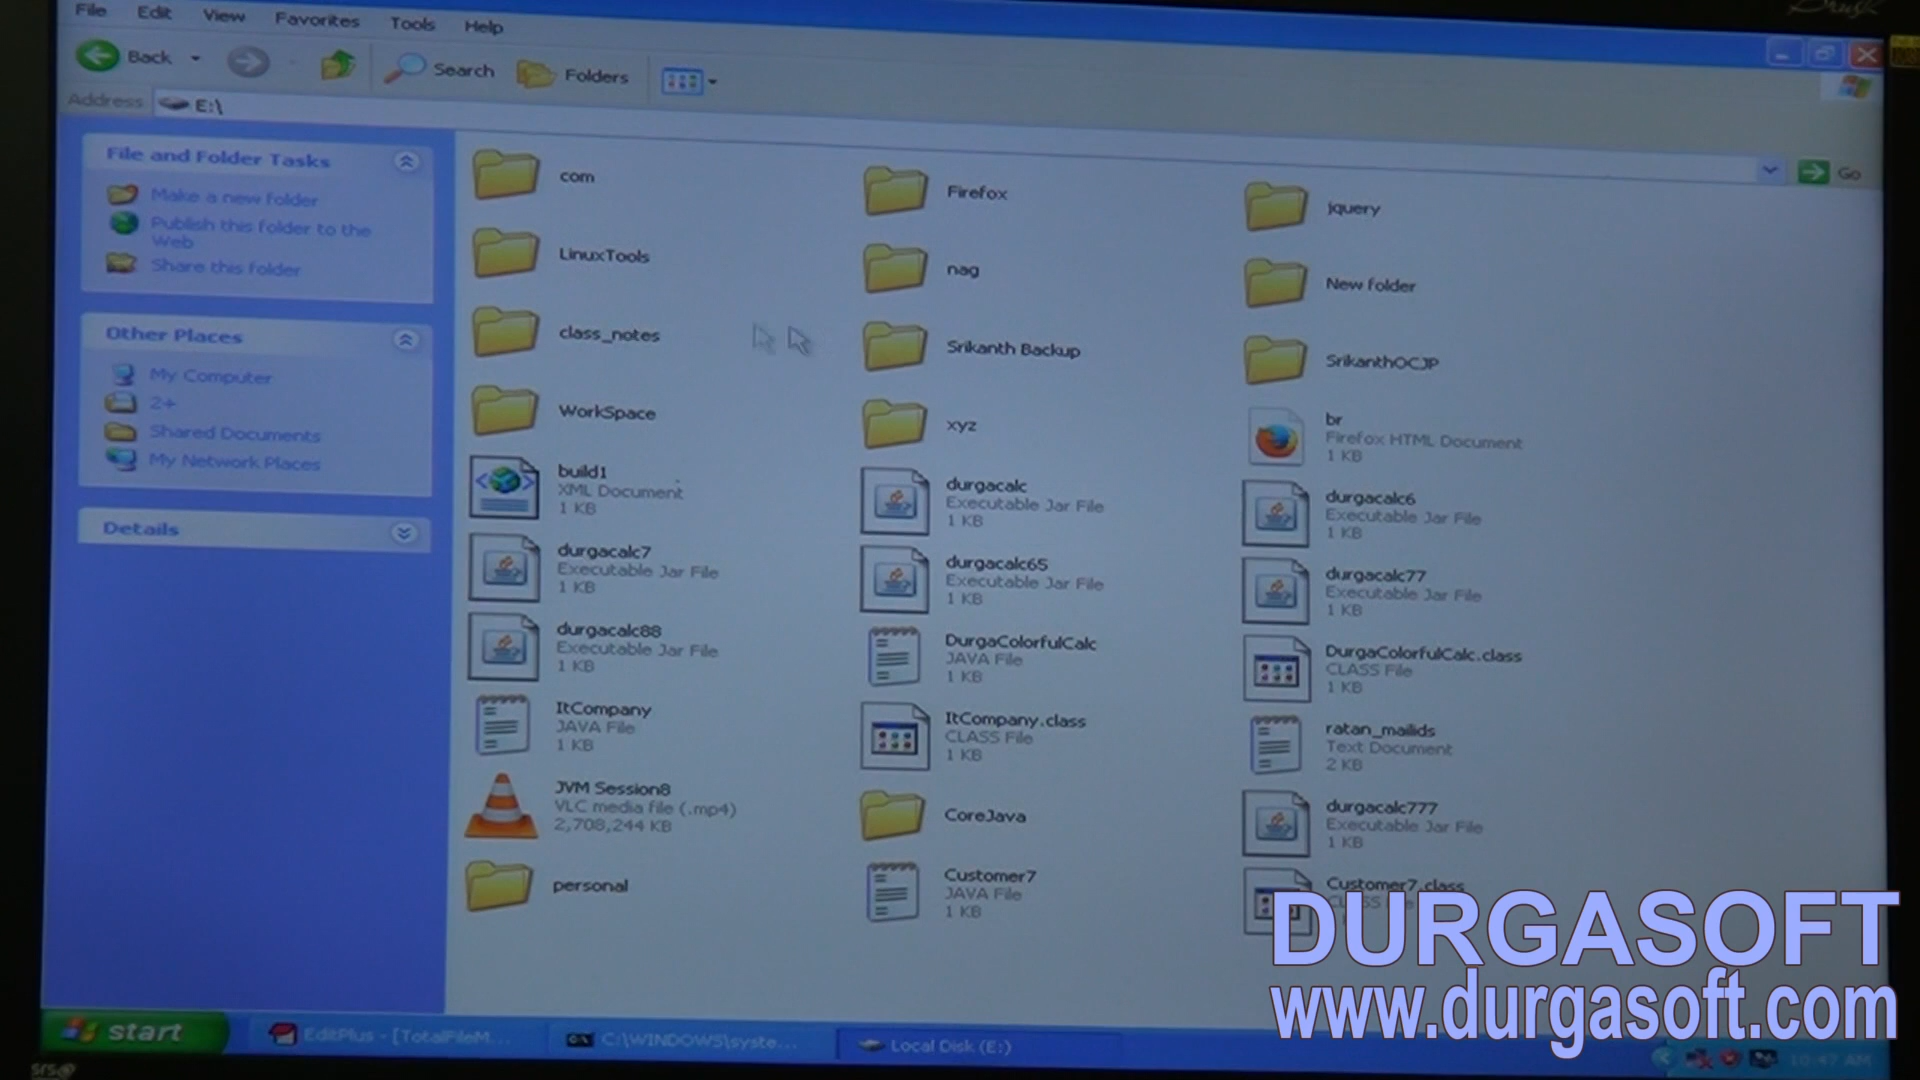 File Edit View Favorites Tools Help
Back Search Folders
Address E:\ Go
File and Folder Tasks
Make a new folder
Publish this folder to the
Web
Share this folder
Other Places
My Computer
2+
Shared Documents
My Network Places
Details
com
Firefox
jquery
LinuxTools
nag
New folder
class_notes
Srikanth Backup
SrikanthOCJP
WorkSpace
xyz
br
Firefox HTML Document
1 KB
build1
XML Document
1 KB
durgacalc
Executable Jar File
1 KB
durgacalc6
Executable Jar File
1 KB
durgacalc7
Executable Jar File
1 KB
durgacalc65
Executable Jar File
1 KB
durgacalc77
Executable Jar File
1 KB
durgacalc88
Executable Jar File
1 KB
DurgaColorfulCalc
JAVA File
1 KB
DurgaColorfulCalc.class
CLASS File
1 KB
ItCompany
JAVA File
1 KB
ItCompany.class
CLASS File
1 KB
ratan_mailids
Text Document
2 KB
JVM Session8
VLC media file (.mp4)
2,708,244 KB
CoreJava
durgacalc777
Executable Jar File
1 KB
personal
Customer7
JAVA File
1 KB
Customer7.class
DURGASOFT
www.durgasoft.com
start
EditPlus - [TotalFileM...
C:\WINDOWS\syste...
Local Disk (E:)
10:47 AM